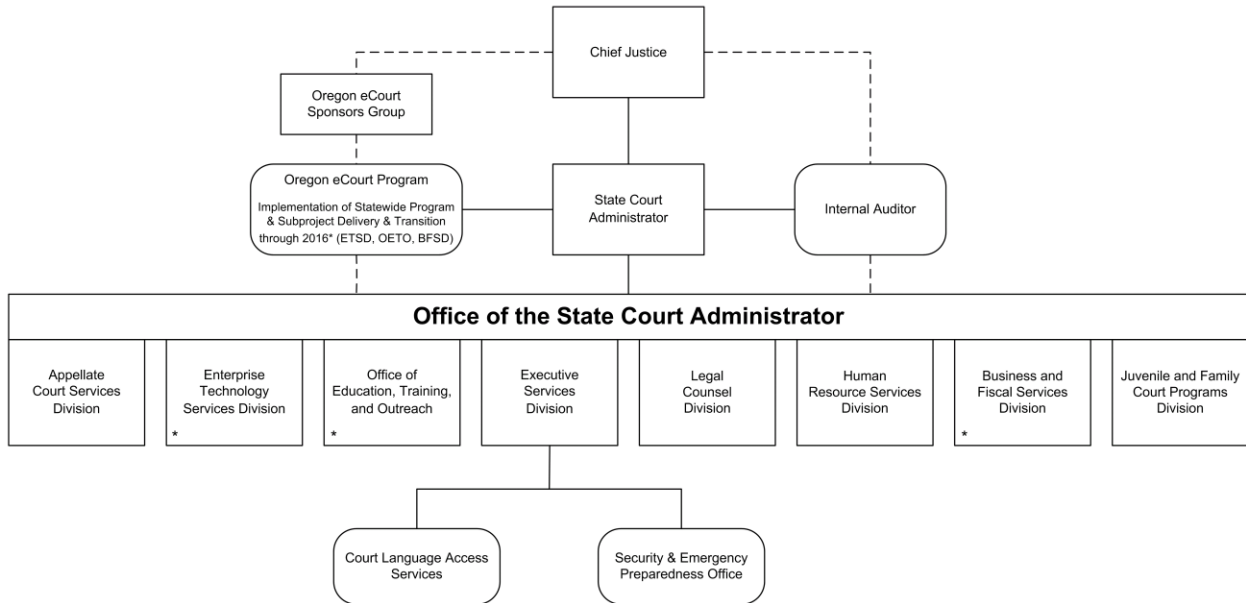 Chief Justice
Oregon eCourt
Sponsors Group
Oregon eCourt Program
Implementation of Statewide Program
& Subproject Delivery & Transition
through 2016* (ETSD, OETO, BFSD)
State Court
Administrator
Internal Auditor
Office of the State Court Administrator
Appellate
Court Services
Division
Enterprise
Technology
Services Division
*
Office of
Education, Training,
and Outreach
*
Executive
Services
Division
Legal
Counsel
Division
Human
Resource Services
Division
Business and
Fiscal Services
Division
*
Juvenile and Family
Court Programs
Division
Court Language Access
Services
Security & Emergency
Preparedness Office